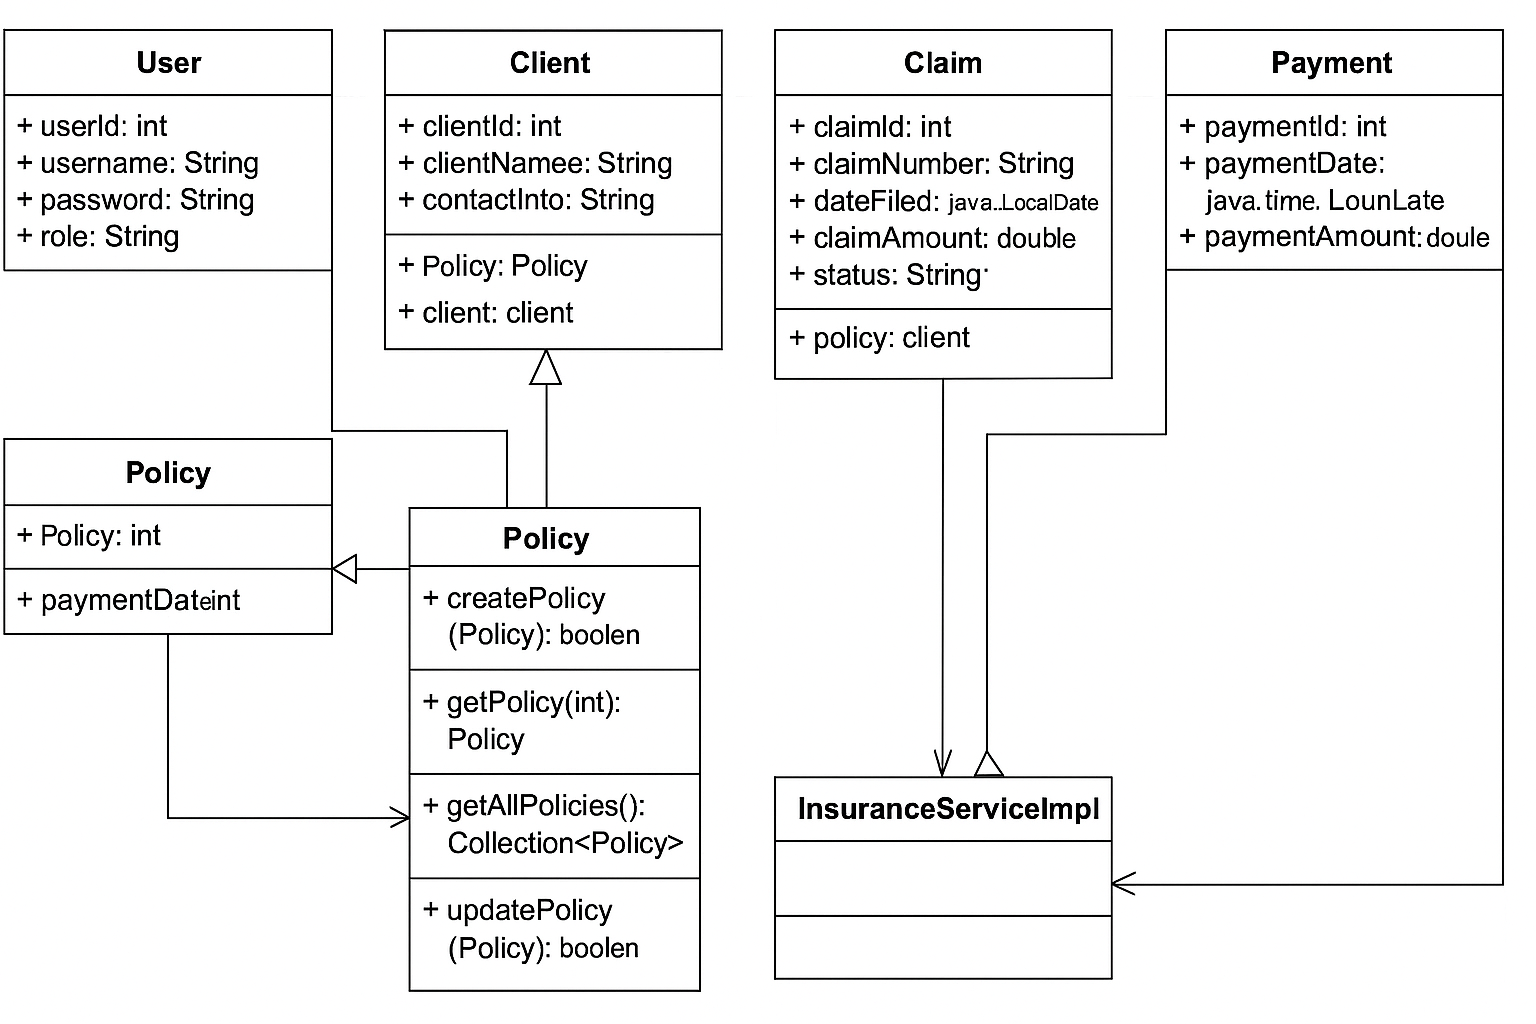 User
+ userId: int
+ username: String
+ password: String
+ role: String
Client
+ clientId: int
+ clientNamee: String
+ contactInto: String
+ Policy: Policy
+ client: client
Claim
+ claimId: int
+ claimNumber: String
+ dateFiled: java..LocalDate
+ claimAmount: double
+ status: String
+ policy: client
Payment
+ paymentId: int
+ paymentDate:
java.time. LounLate
+ paymentAmount: doule
Policy
+ Policy: int
+ paymentDateint
Policy
+ createPolicy
(Policy): boolen
+ getPolicy(int):
Policy
+ getAllPolicies():
Collection<Policy>
+ updatePolicy
(Policy): boolen
InsuranceServiceImpl